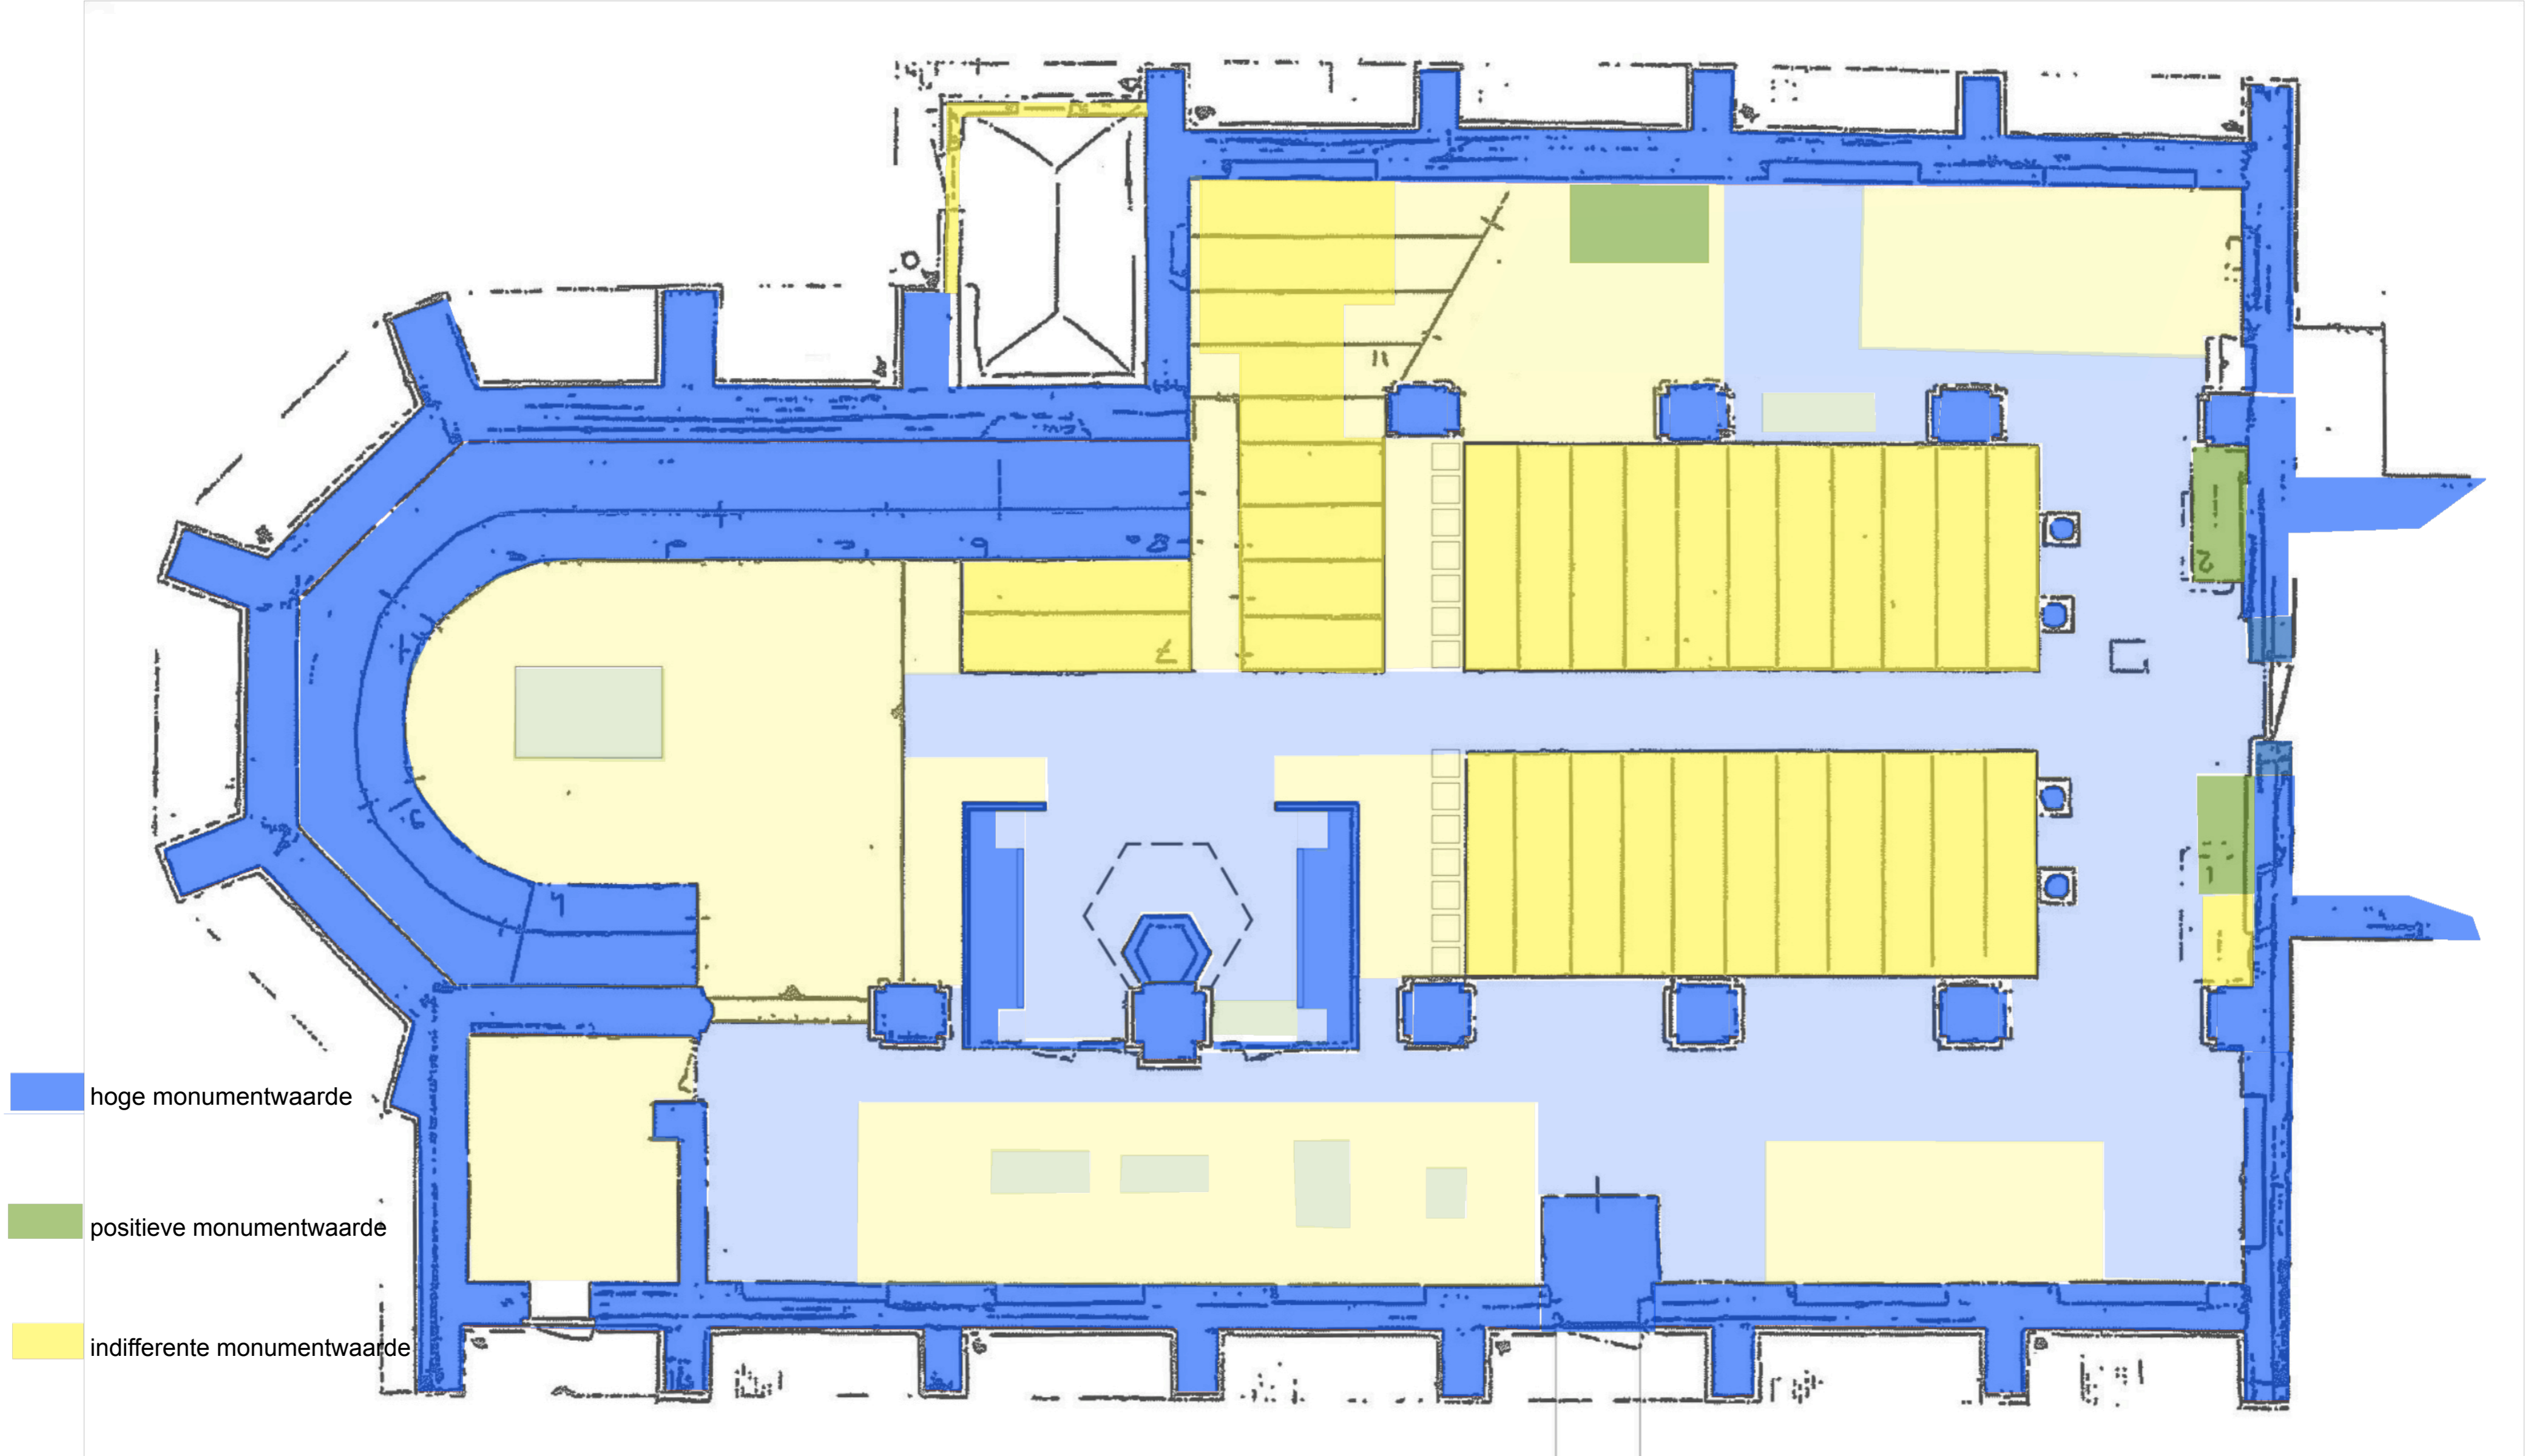 hoge monumentwaarde
positieve monumentwaarde
indifferente monumentwaarde